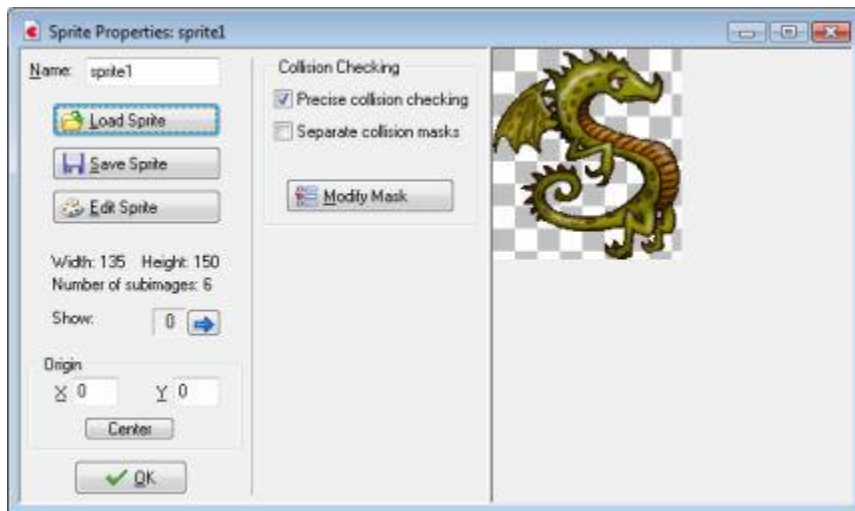 Sprite Properties: sprite1
Name: sprite1
Load Sprite
Save Sprite
Edit Sprite
Width: 135 Height: 150
Number of subimages: 6
Show: 0
Origin
X 0 Y 0
Center
OK
Collision Checking
Precise collision checking
Separate collision masks
Modify Mask